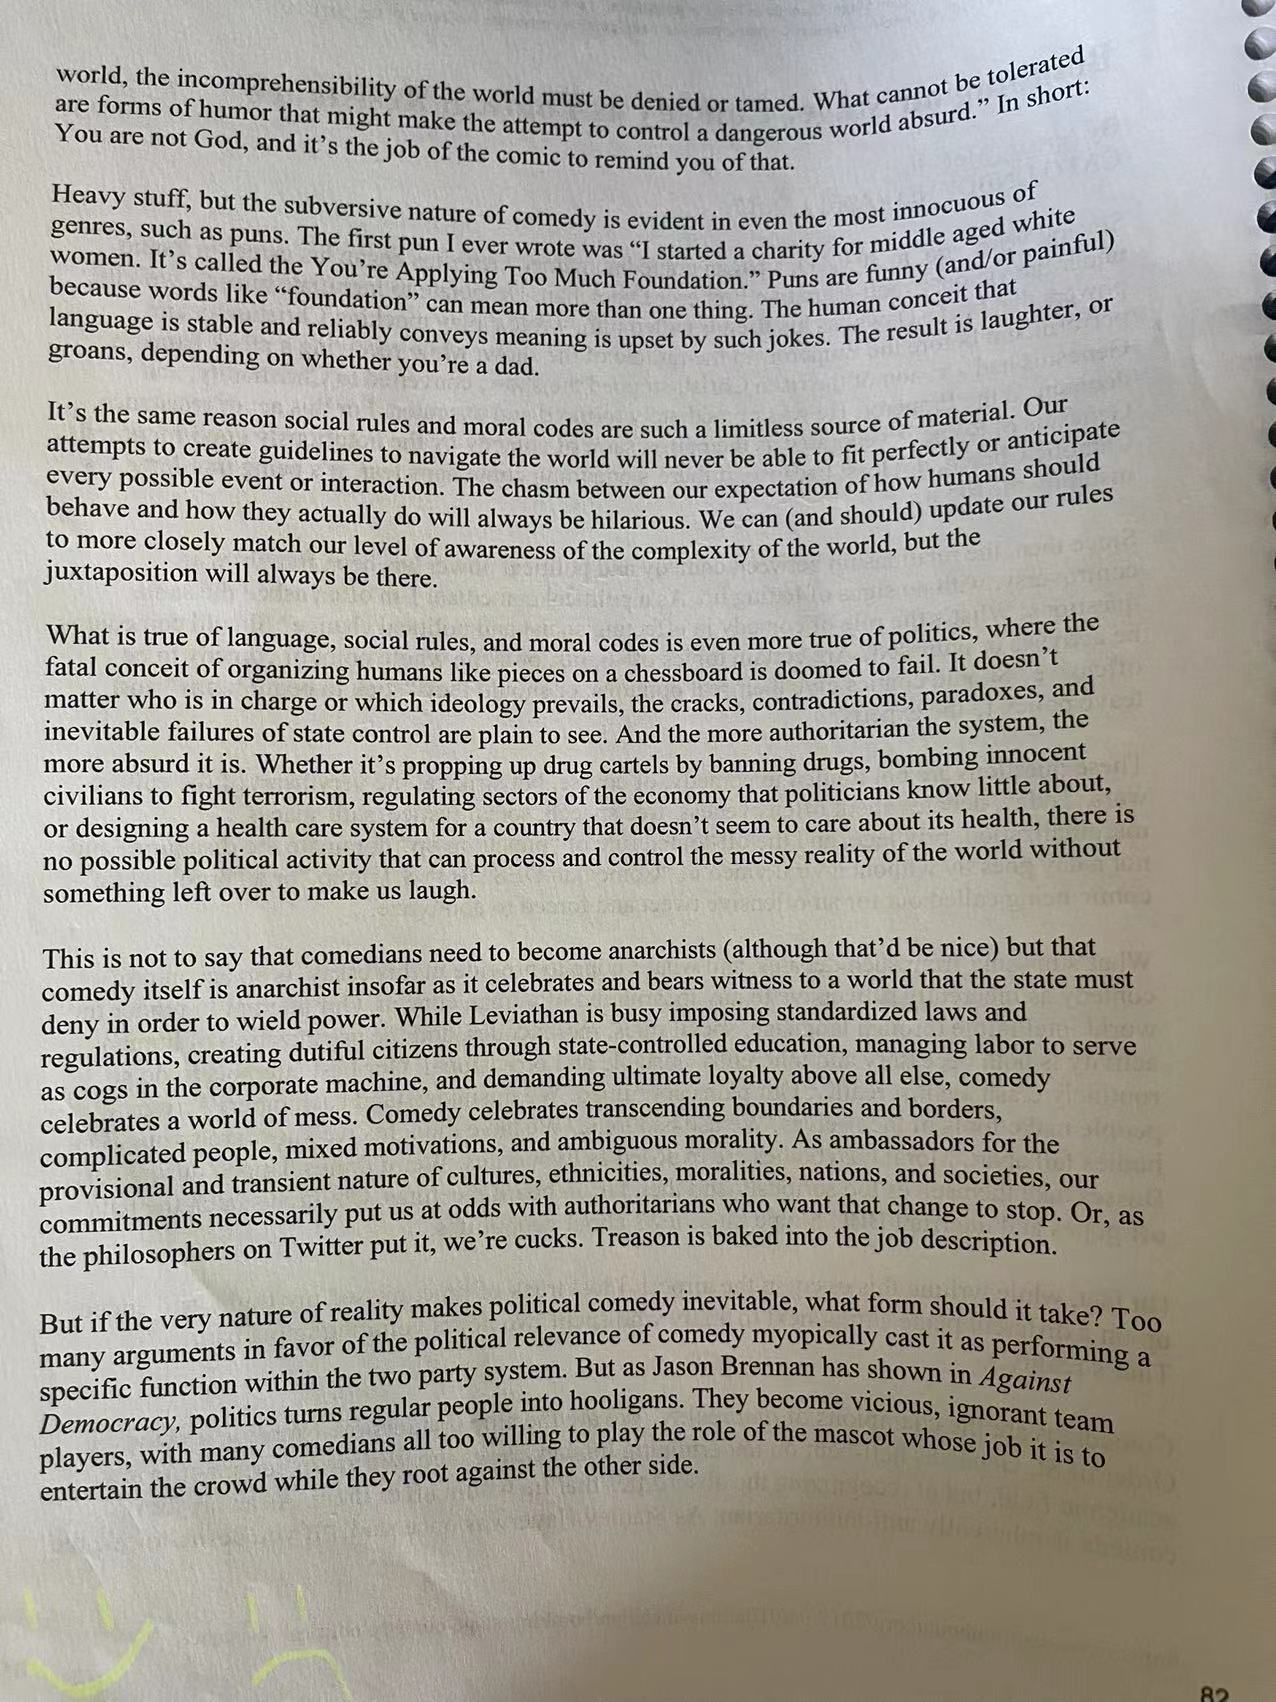 world, the incomprehensibility of the world must be denied or tamed. What cannot be tolerated
are forms of humor that might make the attempt to control a dangerous world absurd.” In short:
You are not God, and it’s the job of the comic to remind you of that.
Heavy stuff, but the subversive nature of comedy is evident in even the most innocuous of
genres, such as puns. The first pun I ever wrote was “I started a charity for middle aged white
women. It’s called the You’re Applying Too Much Foundation.” Puns are funny (and/or painful)
because words like “foundation” can mean more than one thing. The human conceit that
language is stable and reliably conveys meaning is upset by such jokes. The result is laughter, or
groans, depending on whether you’re a dad.
It’s the same reason social rules and moral codes are such a limitless source of material. Our
attempts to create guidelines to navigate the world will never be able to fit perfectly or anticipate
every possible event or interaction. The chasm between our expectation of how humans should
behave and how they actually do will always be hilarious. We can (and should) update our rules
to more closely match our level of awareness of the complexity of the world, but the
juxtaposition will always be there.
What is true of language, social rules, and moral codes is even more true of politics, where the
fatal conceit of organizing humans like pieces on a chessboard is doomed to fail. It doesn’t
matter who is in charge or which ideology prevails, the cracks, contradictions, paradoxes, and
inevitable failures of state control are plain to see. And the more authoritarian the system, the
more absurd it is. Whether it’s propping up drug cartels by banning drugs, bombing innocent
civilians to fight terrorism, regulating sectors of the economy that politicians know little about,
or designing a health care system for a country that doesn’t seem to care about its health, there is
no possible political activity that can process and control the messy reality of the world without
something left over to make us laugh.
This is not to say that comedians need to become anarchists (although that’d be nice) but that
comedy itself is anarchist insofar as it celebrates and bears witness to a world that the state must
deny in order to wield power. While Leviathan is busy imposing standardized laws and
regulations, creating dutiful citizens through state-controlled education, managing labor to serve
as cogs in the corporate machine, and demanding ultimate loyalty above all else, comedy
celebrates a world of mess. Comedy celebrates transcending boundaries and borders,
complicated people, mixed motivations, and ambiguous morality. As ambassadors for the
provisional and transient nature of cultures, ethnicities, moralities, nations, and societies, our
commitments necessarily put us at odds with authoritarians who want that change to stop. Or, as
the philosophers on Twitter put it, we’re cucks. Treason is baked into the job description.
But if the very nature of reality makes political comedy inevitable, what form should it take? Too
many arguments in favor of the political relevance of comedy myopically cast it as performing a
specific function within the two party system. But as Jason Brennan has shown in Against
Democracy, politics turns regular people into hooligans. They become vicious, ignorant team
players, with many comedians all too willing to play the role of the mascot whose job it is to
entertain the crowd while they root against the other side.
82